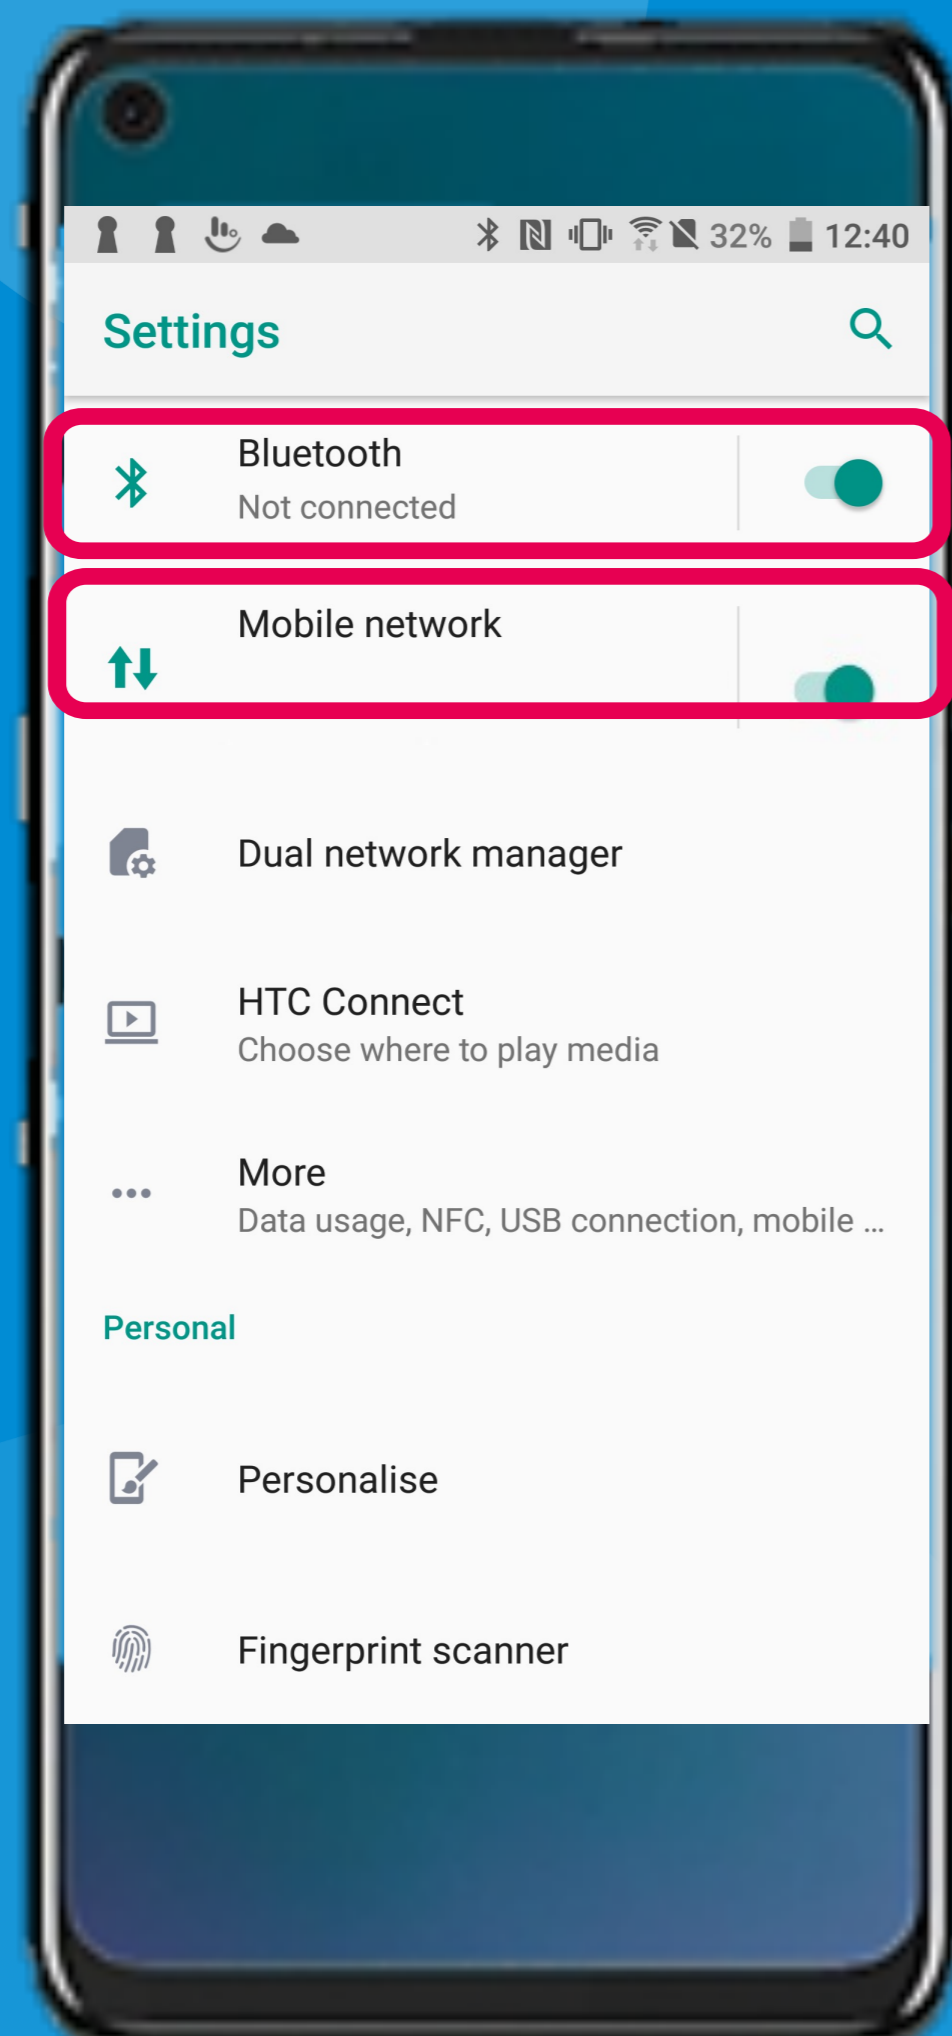 32% 12:40
Settings
Bluetooth
Not connected
Mobile network
Dual network manager
HTC Connect
Choose where to play media
More
Data usage, NFC, USB connection, mobile ...
Personal
Personalise
Fingerprint scanner